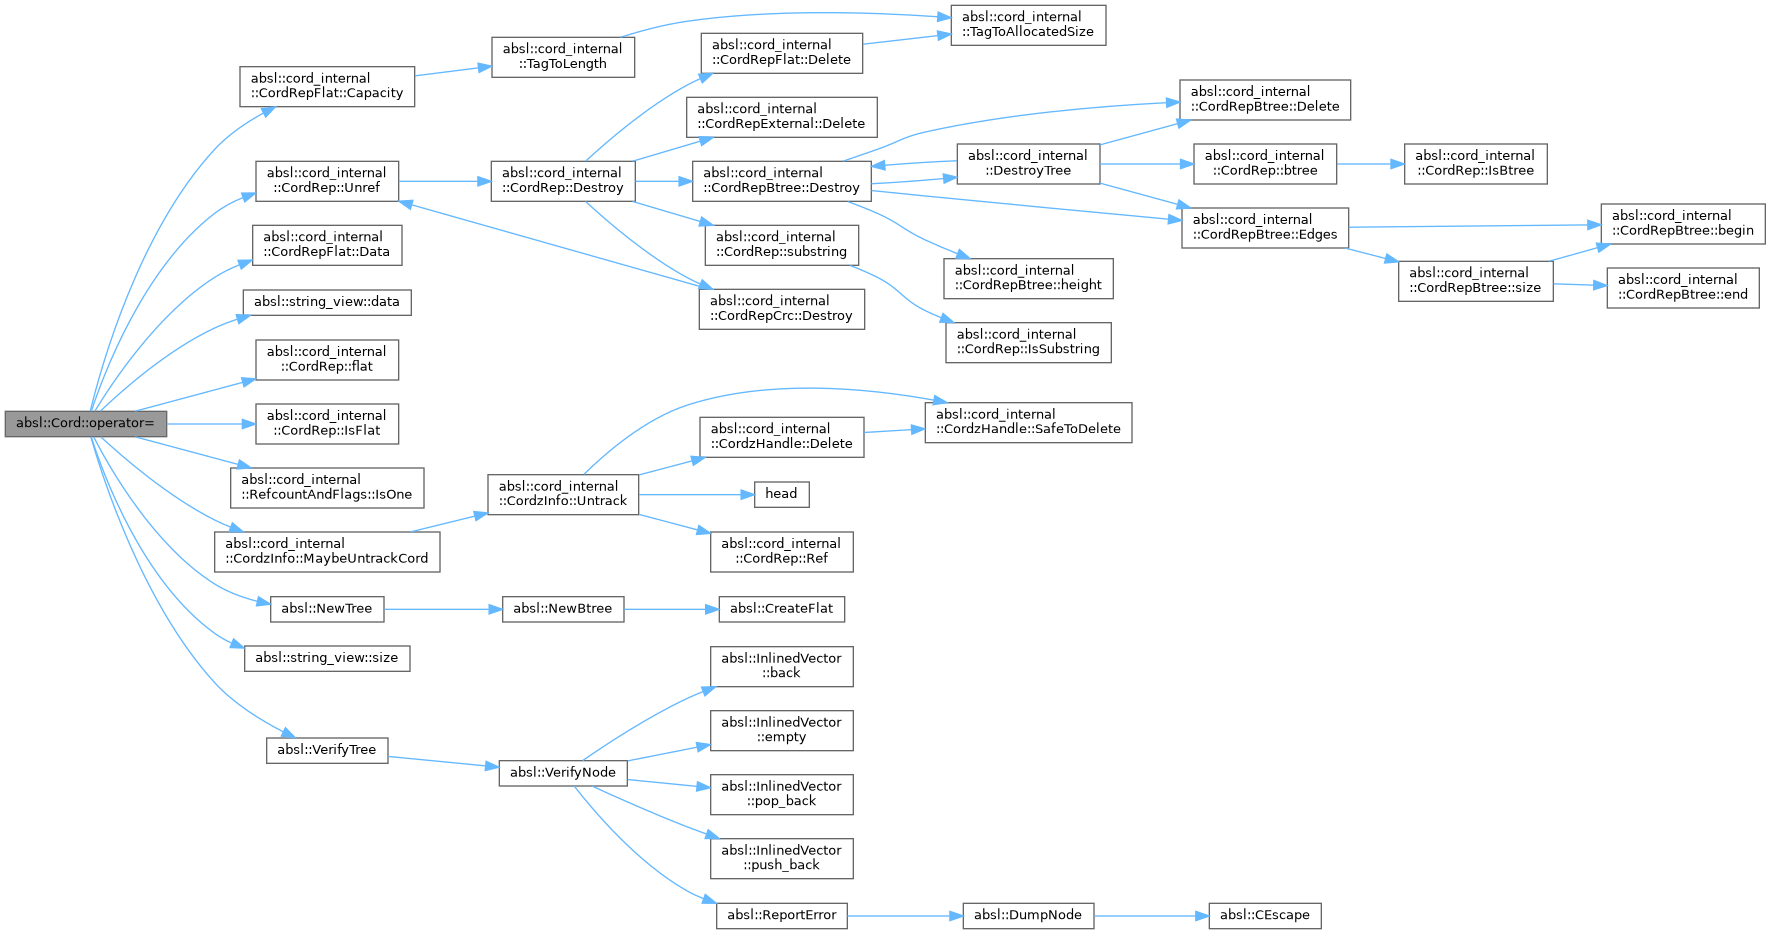 absl::Cord::operator=
absl::cord_internal
::CordRepFlat::Capacity
absl::cord_internal
::TagToLength
absl::cord_internal
::TagToAllocatedSize
absl::cord_internal
::CordRep::Unref
absl::cord_internal
::CordRep::Destroy
absl::cord_internal
::CordRepFlat::Delete
absl::cord_internal
::CordRepExternal::Delete
absl::cord_internal
::CordRepBtree::Destroy
absl::cord_internal
::DestroyTree
absl::cord_internal
::CordRepBtree::Delete
absl::cord_internal
::CordRep::btree
absl::cord_internal
::CordRep::IsBtree
absl::cord_internal
::CordRepBtree::Edges
absl::cord_internal
::CordRepBtree::begin
absl::cord_internal
::CordRepBtree::size
absl::cord_internal
::CordRepBtree::end
absl::cord_internal
::CordRepBtree::height
absl::cord_internal
::CordRep::substring
absl::cord_internal
::CordRep::IsSubstring
absl::cord_internal
::CordRepCrc::Destroy
absl::cord_internal
::CordRepFlat::Data
absl::string_view::data
absl::cord_internal
::CordRep::flat
absl::cord_internal
::CordRep::IsFlat
absl::cord_internal
::RefcountAndFlags::IsOne
absl::cord_internal
::CordzInfo::MaybeUntrackCord
absl::cord_internal
::CordzInfo::Untrack
absl::cord_internal
::CordzHandle::Delete
absl::cord_internal
::CordzHandle::SafeToDelete
head
absl::cord_internal
::CordRep::Ref
absl::NewTree
absl::NewBtree
absl::CreateFlat
absl::string_view::size
absl::VerifyTree
absl::VerifyNode
absl::InlinedVector
::back
absl::InlinedVector
::empty
absl::InlinedVector
::pop_back
absl::InlinedVector
::push_back
absl::ReportError
absl::DumpNode
absl::CEscape